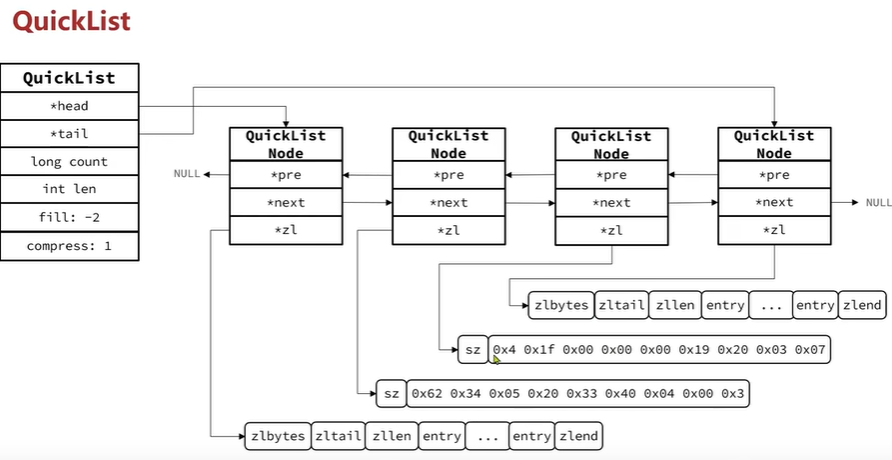 QuickList
QuickList
*head
*tail
long count
int len
fill: -2
compress: 1
NULL
QuickList
Node
*pre
*next
*zl
QuickList
Node
*pre
*next
*zl
QuickList
Node
*pre
*next
*zl
QuickList
Node
*pre
*next
*zl
NULL
zlbytes zltail zllen entry ... entry zlend
sz 0x4 0x1f 0x00 0x00 0x00 0x19 0x20 0x03 0x07
sz 0x62 0x34 0x05 0x20 0x33 0x40 0x04 0x00 0x3
zlbytes zltail zllen entry ... entry zlend